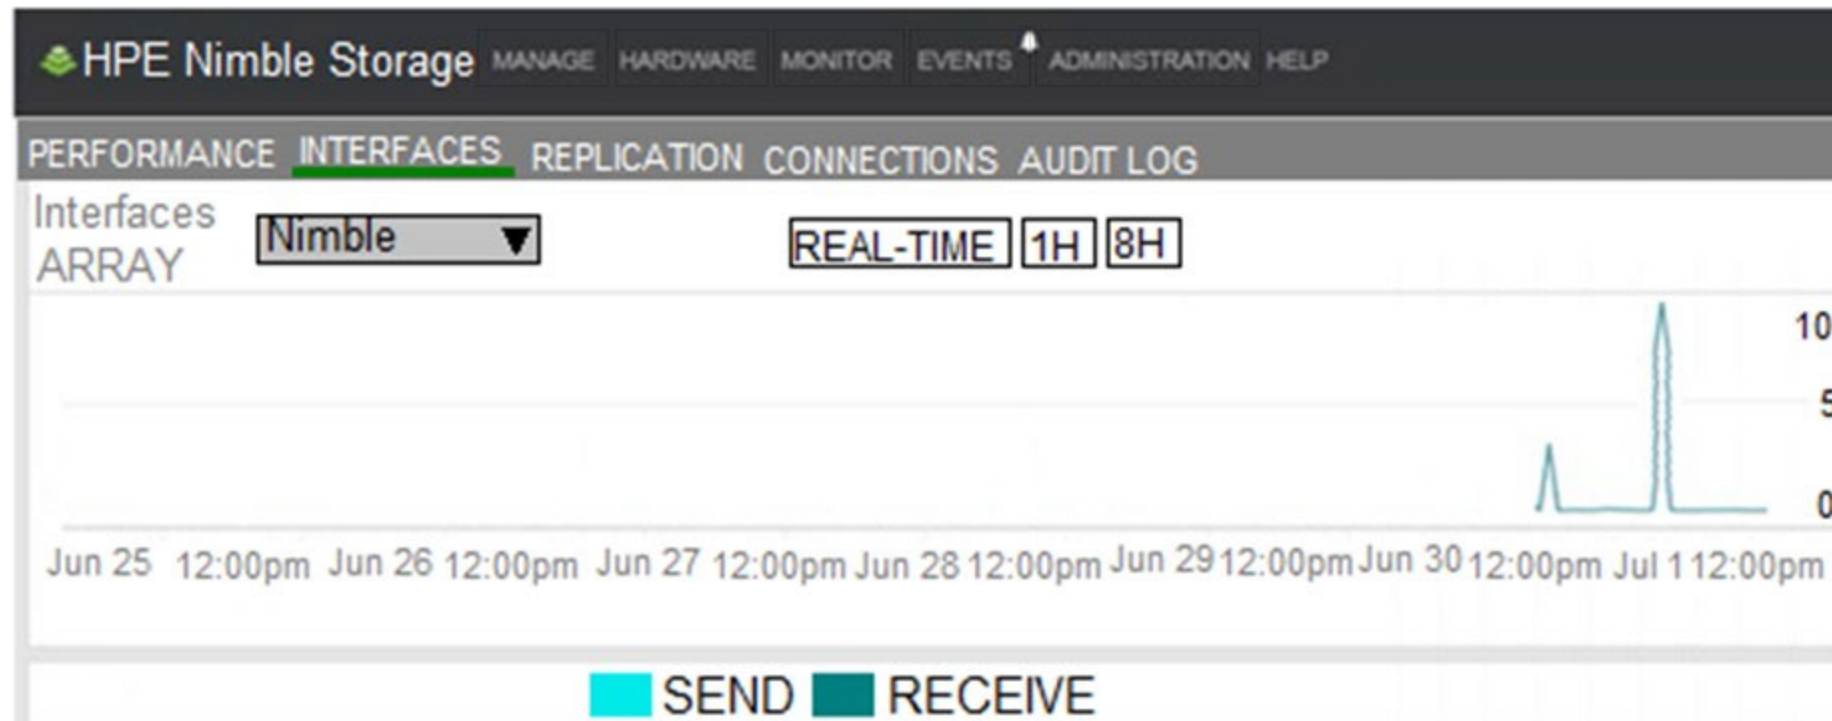 HPE Nimble Storage MANAGE HARDWARE MONITOR EVENTS ADMINISTRATION HELP
PERFORMANCE INTERFACES REPLICATION CONNECTIONS AUDIT LOG
Interfaces
ARRAY Nimble REAL-TIME 1H 8H
10
5
0
Jun 25 12:00pm Jun 26 12:00pm Jun 27 12:00pm Jun 28 12:00pm Jun 29 12:00pm Jun 30 12:00pm Jul 1 12:00pm
SEND RECEIVE